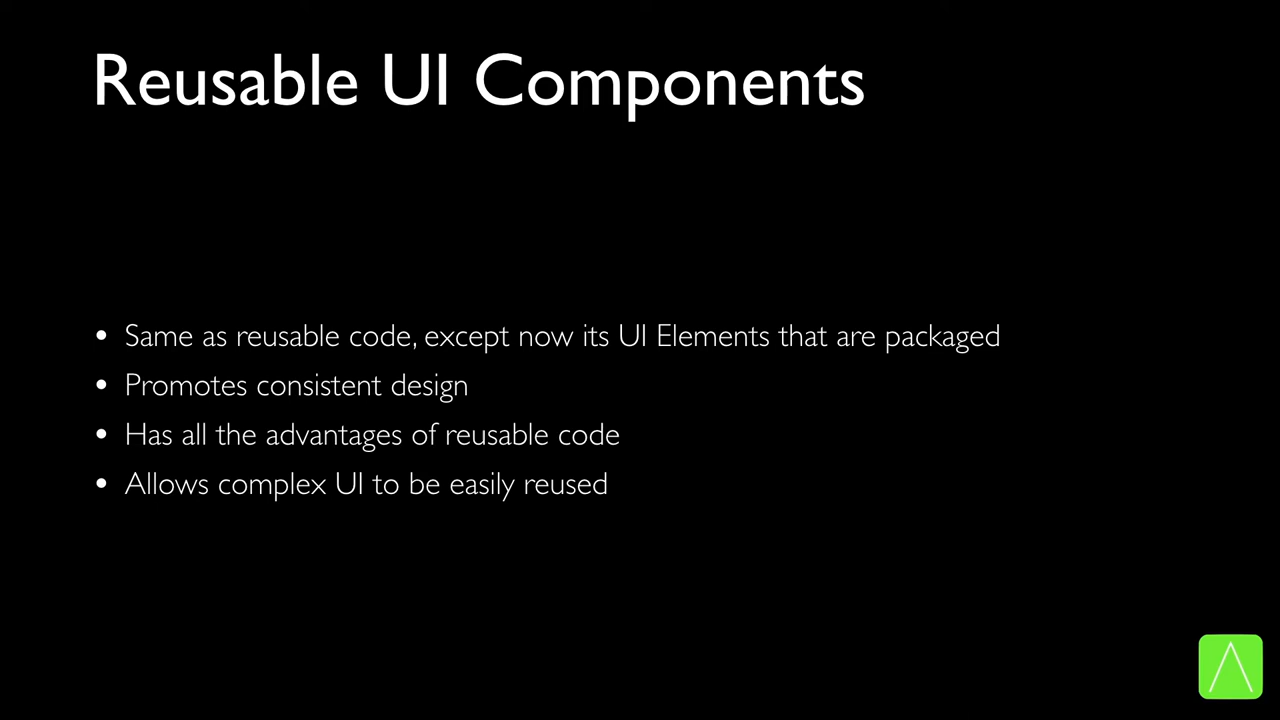 Reusable UI Components
• Same as reusable code, except now its UI Elements that are packaged
• Promotes consistent design
• Has all the advantages of reusable code
• Allows complex UI to be easily reused